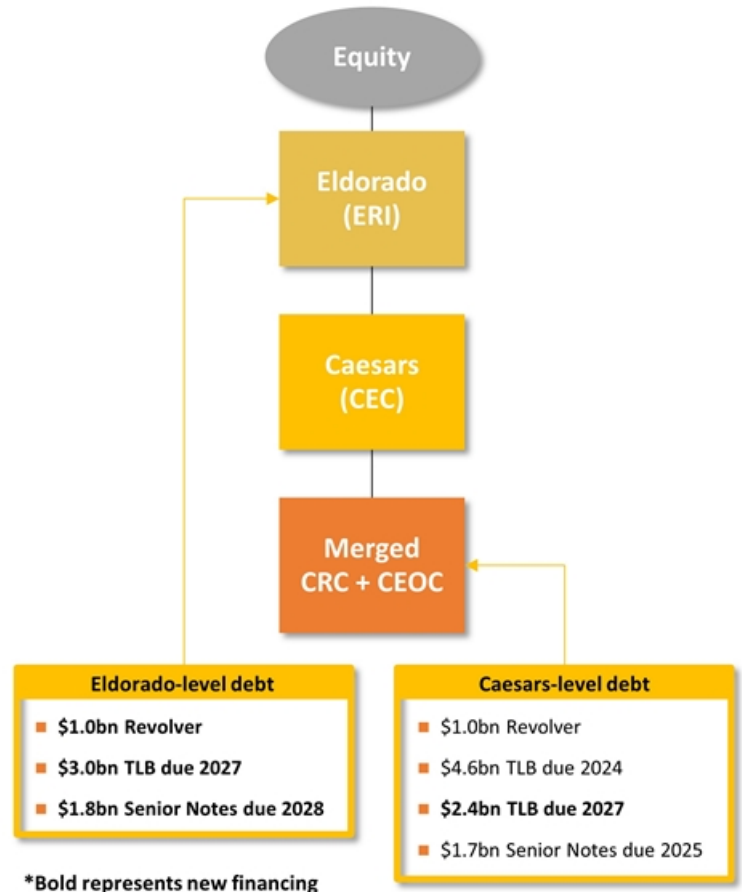 Equity
Eldorado
(ERI)
Caesars
(CEC)
Merged
CRC + CEOC
Eldorado-level debt
$1.0bn Revolver
$3.0bn TLB due 2027
$1.8bn Senior Notes due 2028
Caesars-level debt
$1.0bn Revolver
$4.6bn TLB due 2024
$2.4bn TLB due 2027
$1.7bn Senior Notes due 2025
*Bold represents new financing